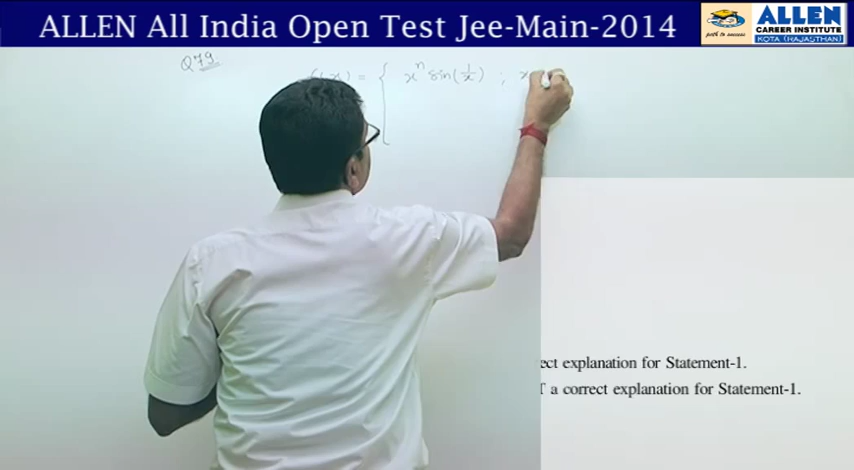 ALLEN All India Open Test Jee-Main-2014
path to success
ALLEN
CAREER INSTITUTE
KOTA (RAJASTHAN)
Q79.
(x) = { x^n sin(1/x) ; x
ect explanation for Statement-1.
T a correct explanation for Statement-1.